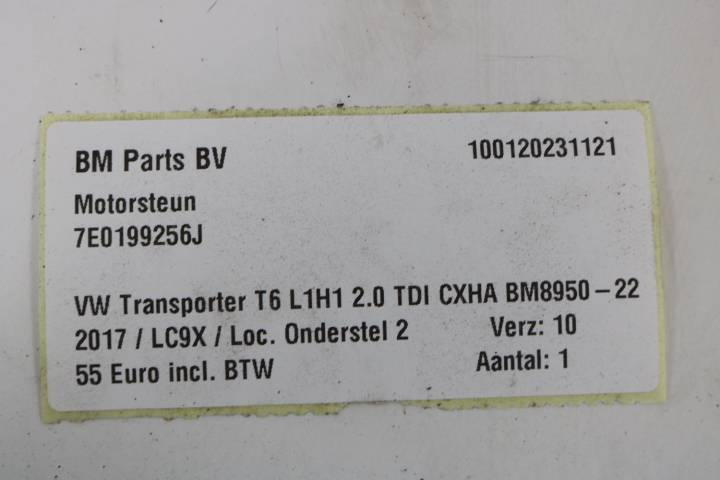 BM Parts BV 100120231121
Motorsteun
7E0199256J
VW Transporter T6 L1H1 2.0 TDI CXHA BM8950-22
2017 / LC9X / Loc. Onderstel 2 Verz: 10
55 Euro incl. BTW Aantal: 1